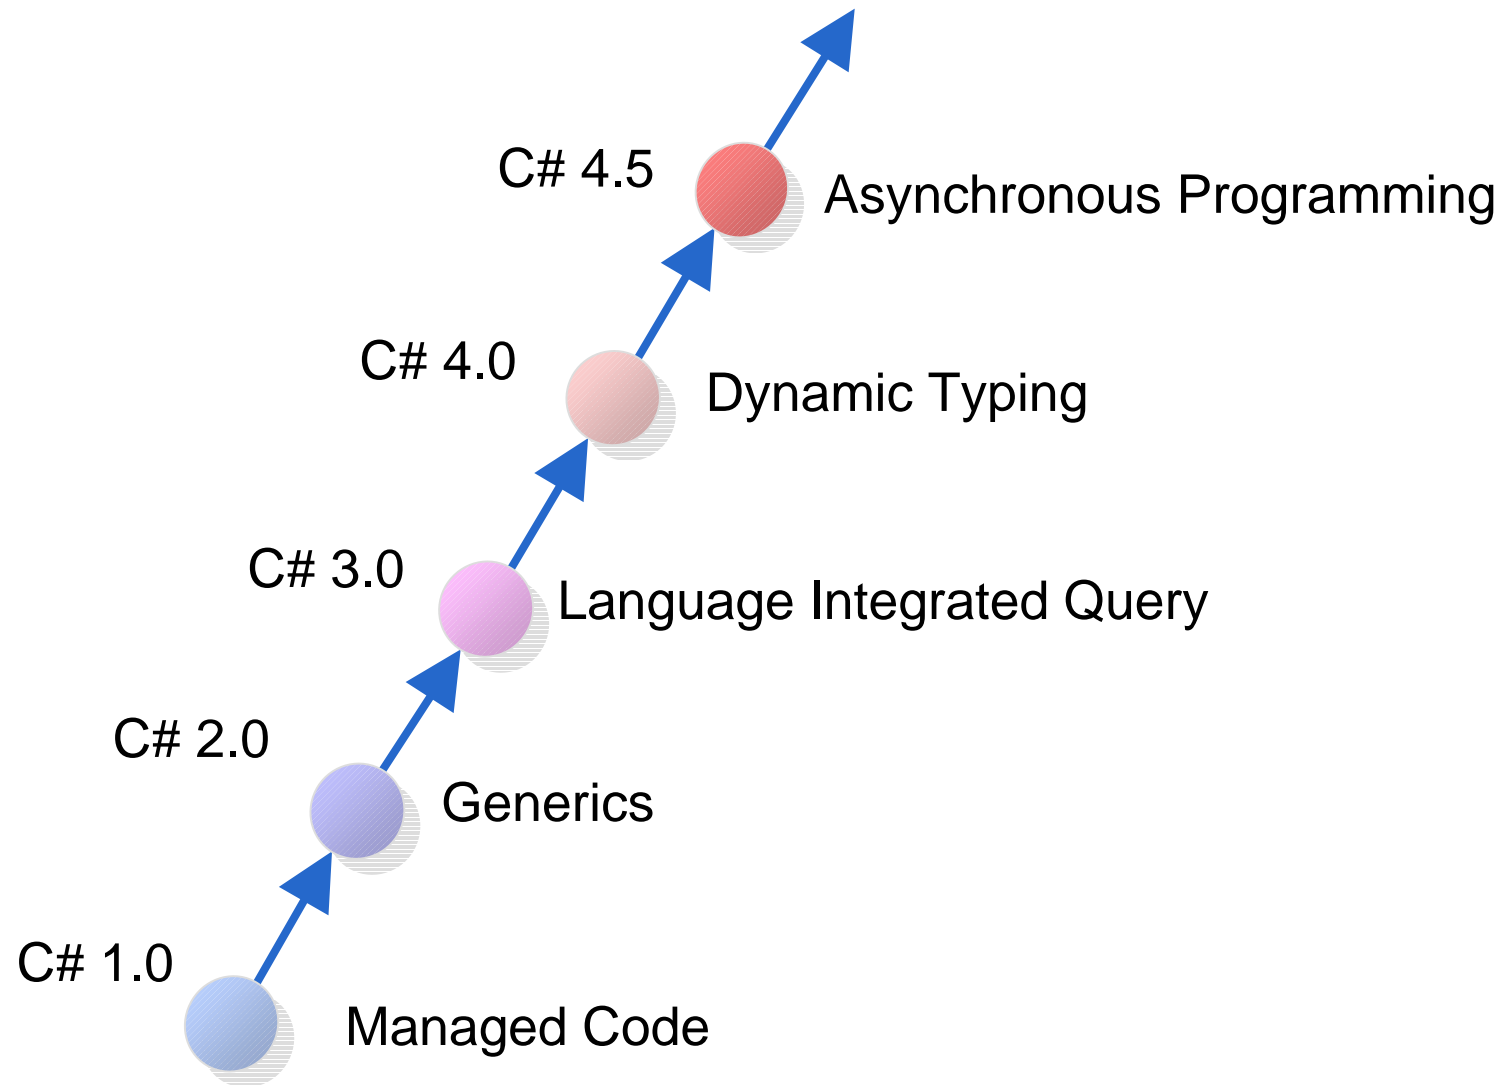 C# 4.5
Asynchronous Programming
C# 4.0
Dynamic Typing
C# 3.0
Language Integrated Query
C# 2.0
Generics
C# 1.0
Managed Code